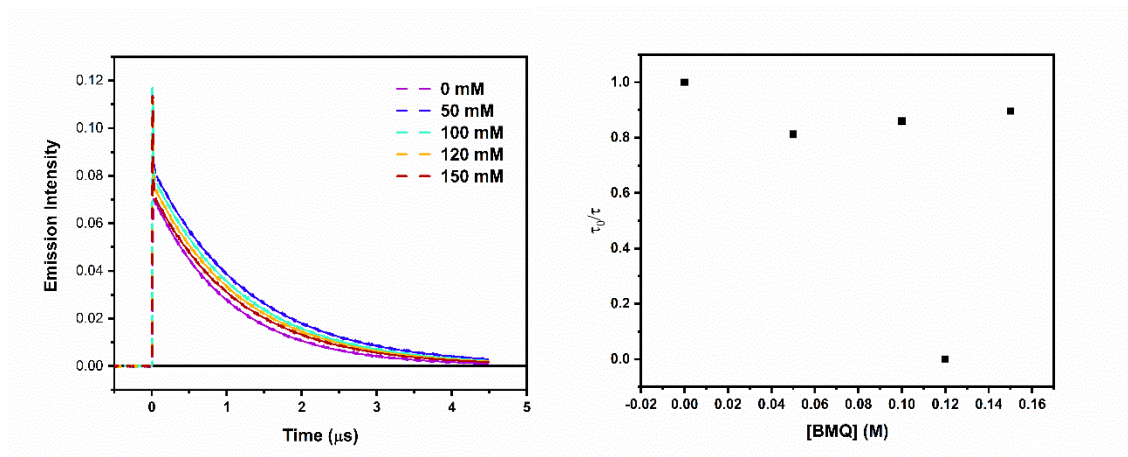 0.12
0.10
0.08
0.06
0.04
0.02
0.00
Emission Intensity
0 mM
50 mM
100 mM
120 mM
150 mM
0
1
2
3
4
5
Time (μs)
1.0
0.8
0.6
0.4
0.2
0.0
τ0/τ
-0.02 0.00 0.02 0.04 0.06 0.08 0.10 0.12 0.14 0.16
[BMQ] (M)